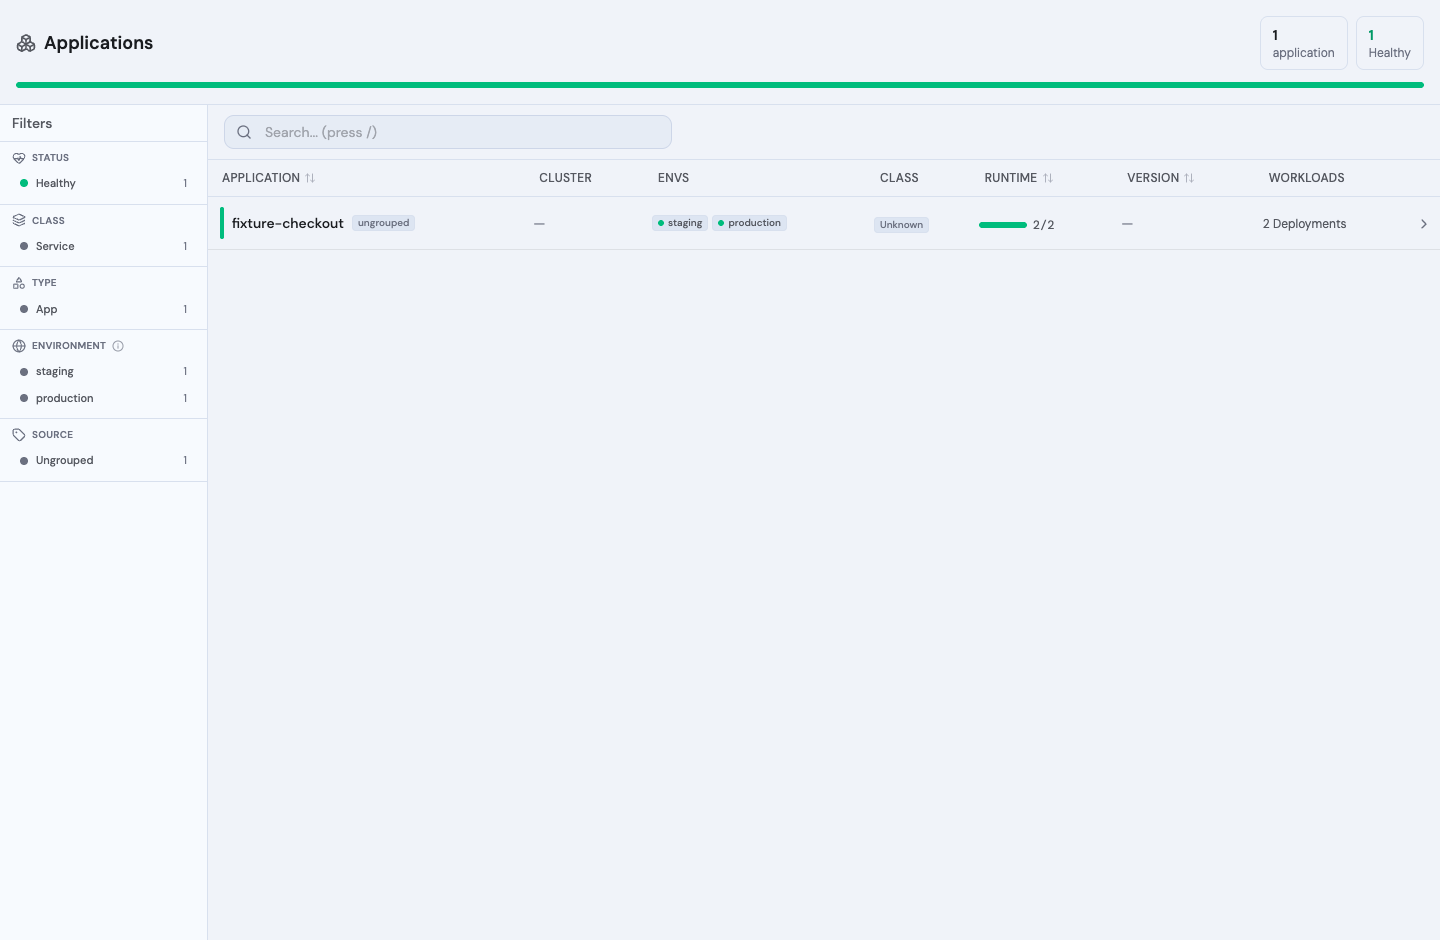 Applications
1
application
1
Healthy
Filters
STATUS
Healthy 1
CLASS
Service 1
TYPE
App 1
ENVIRONMENT
staging 1
production 1
SOURCE
Ungrouped 1
Search... (press /)
APPLICATION CLUSTER ENVS CLASS RUNTIME VERSION WORKLOADS
fixture-checkout ungrouped — staging production Unknown 2/2 — 2 Deployments